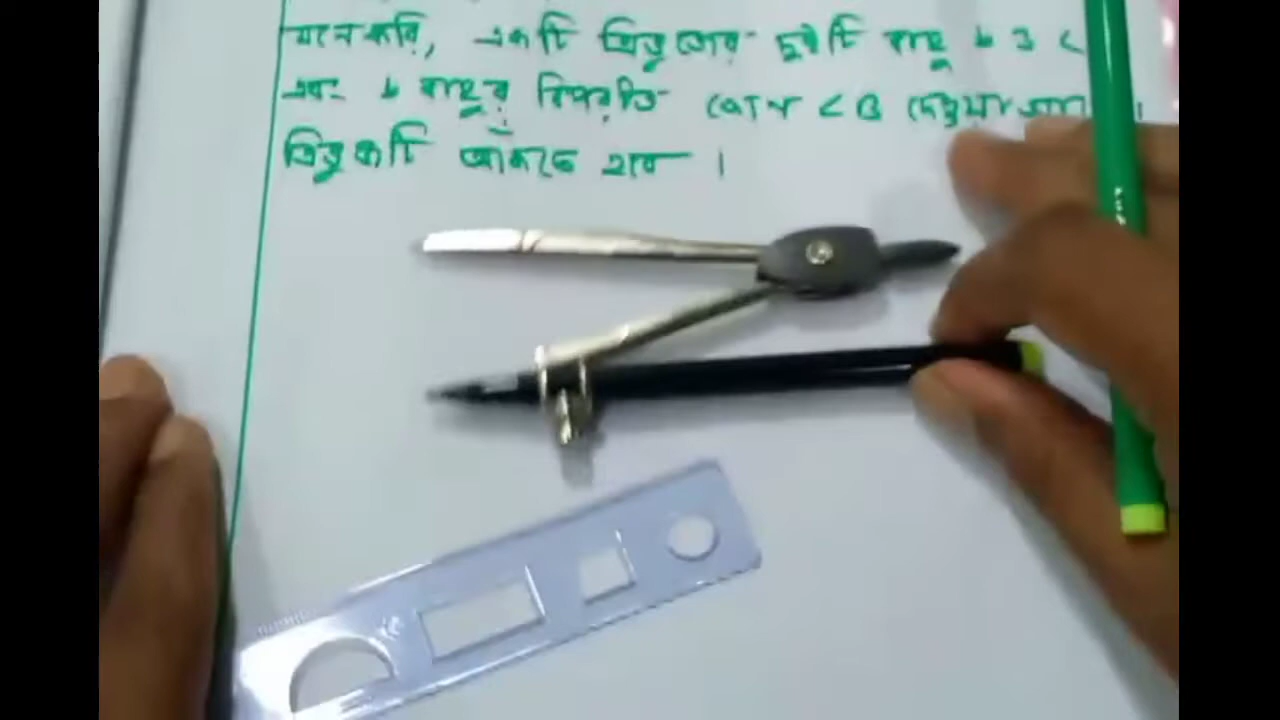 মনেকরি, একটি ত্রিভুজের দুইটি বাহু b ও c
এবং b বাহুর বিপরীত কোণ <B দেওয়া আছে।
ত্রিভুজটি আঁকতে হবে ।